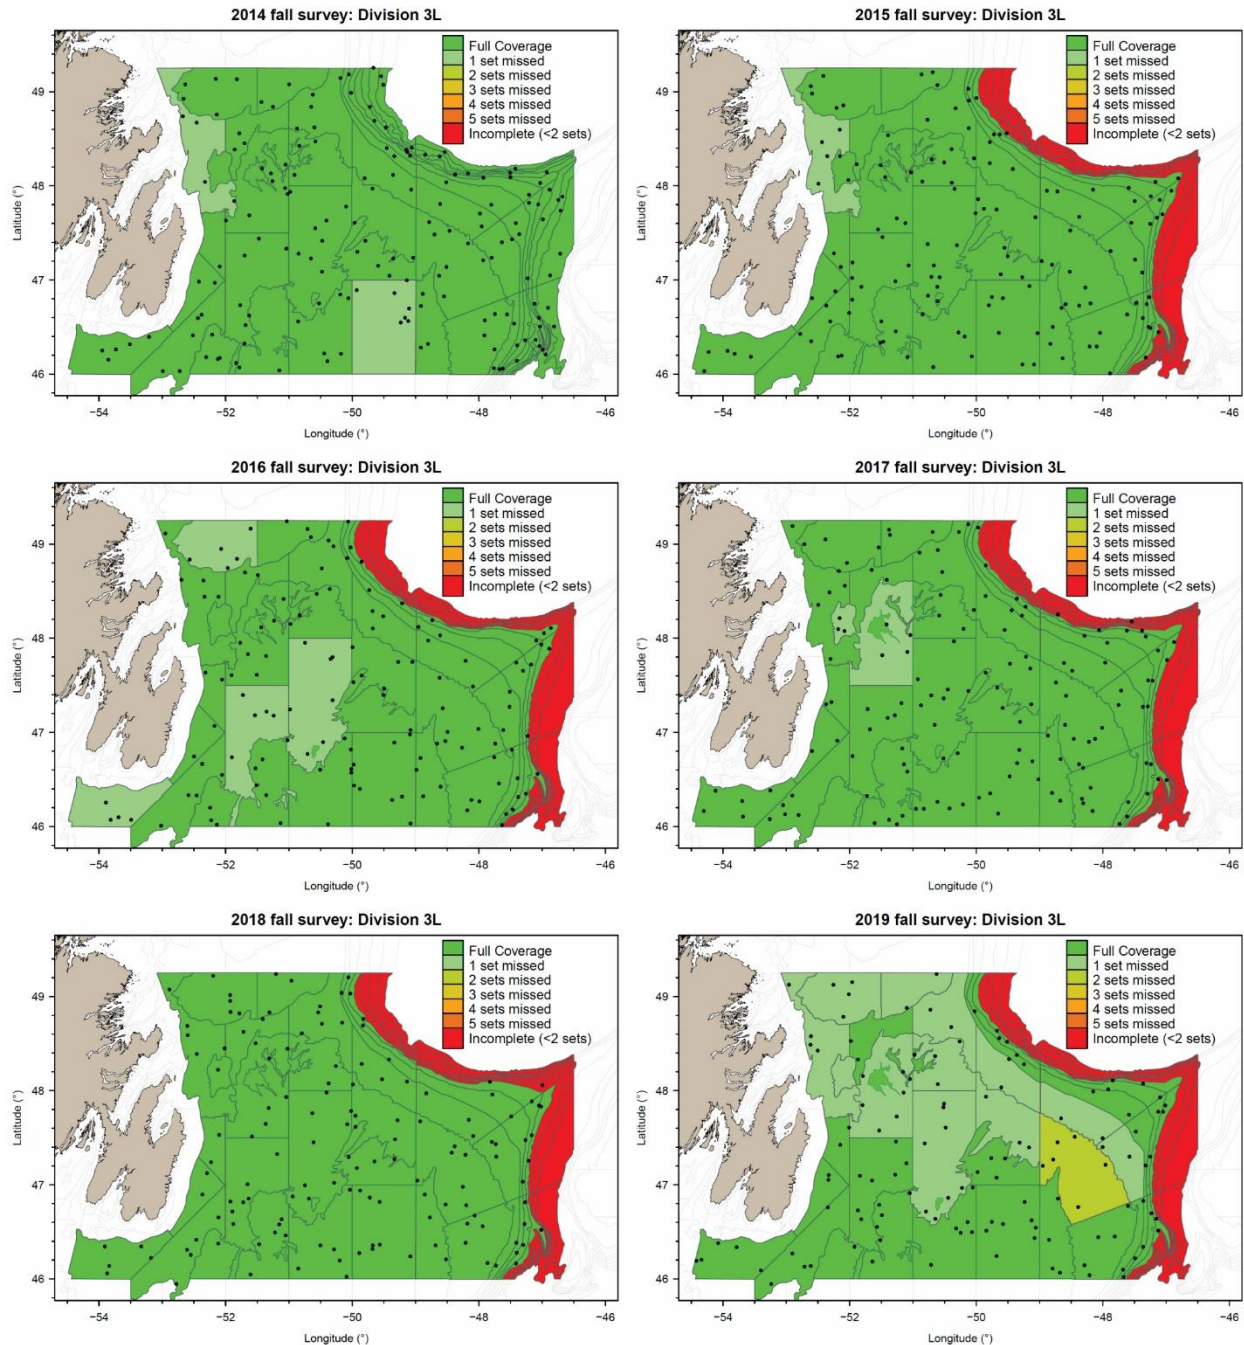 2014 fall survey: Division 3L
Full Coverage
1 set missed
2 sets missed
3 sets missed
4 sets missed
5 sets missed
Incomplete (<2 sets)
Latitude (°)
49
48
47
46
−54
−52
−50
−48
−46
Longitude (°)
2015 fall survey: Division 3L
Full Coverage
1 set missed
2 sets missed
3 sets missed
4 sets missed
5 sets missed
Incomplete (<2 sets)
Latitude (°)
49
48
47
46
−54
−52
−50
−48
−46
Longitude (°)
2016 fall survey: Division 3L
Full Coverage
1 set missed
2 sets missed
3 sets missed
4 sets missed
5 sets missed
Incomplete (<2 sets)
Latitude (°)
49
48
47
46
−54
−52
−50
−48
−46
Longitude (°)
2017 fall survey: Division 3L
Full Coverage
1 set missed
2 sets missed
3 sets missed
4 sets missed
5 sets missed
Incomplete (<2 sets)
Latitude (°)
49
48
47
46
−54
−52
−50
−48
−46
Longitude (°)
2018 fall survey: Division 3L
Full Coverage
1 set missed
2 sets missed
3 sets missed
4 sets missed
5 sets missed
Incomplete (<2 sets)
Latitude (°)
49
48
47
46
−54
−52
−50
−48
−46
Longitude (°)
2019 fall survey: Division 3L
Full Coverage
1 set missed
2 sets missed
3 sets missed
4 sets missed
5 sets missed
Incomplete (<2 sets)
Latitude (°)
49
48
47
46
−54
−52
−50
−48
−46
Longitude (°)